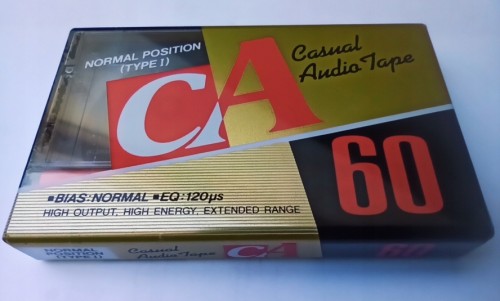 NORMAL POSITION
(TYPE I)
CA
Casual
Audio Tape
60
■BIAS:NORMAL ■EQ:120µs
HIGH OUTPUT, HIGH ENERGY, EXTENDED RANGE
NORMAL
POSITION
(TYPE I)
Casual
Audio Tape
CA
60